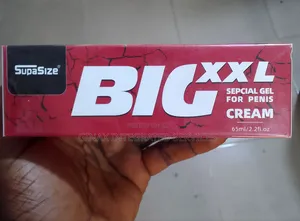 SupaSize®
BIG XXL
SEPCIAL GEL
FOR PENIS
CREAM
65ml/2.2fl.oz